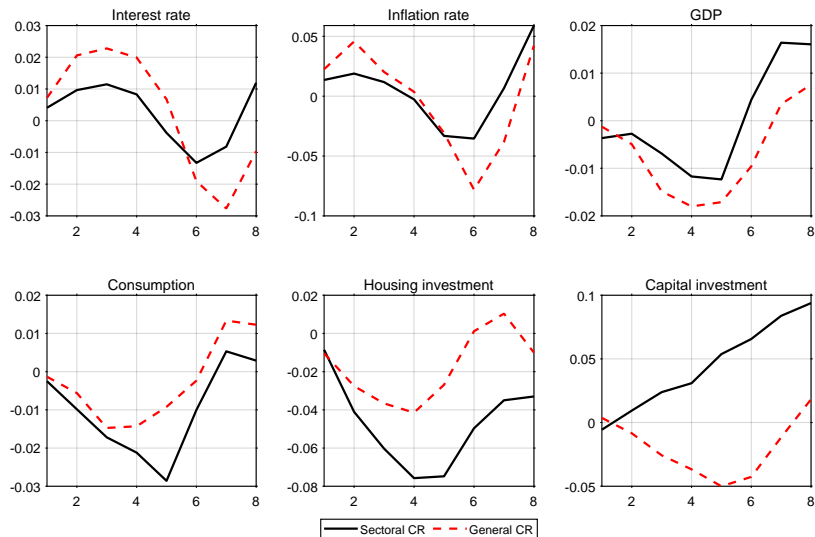 Interest rate
0.03
0.02
0.01
0
-0.01
-0.02
-0.03
2 4 6 8
Inflation rate
0.05
0
-0.05
-0.1
2 4 6 8
GDP
0.02
0.01
0
-0.01
-0.02
2 4 6 8
Consumption
0.02
0.01
0
-0.01
-0.02
-0.03
2 4 6 8
Housing investment
0.02
0
-0.02
-0.04
-0.06
-0.08
2 4 6 8
Capital investment
0.1
0.05
0
-0.05
2 4 6 8
Sectoral CR General CR